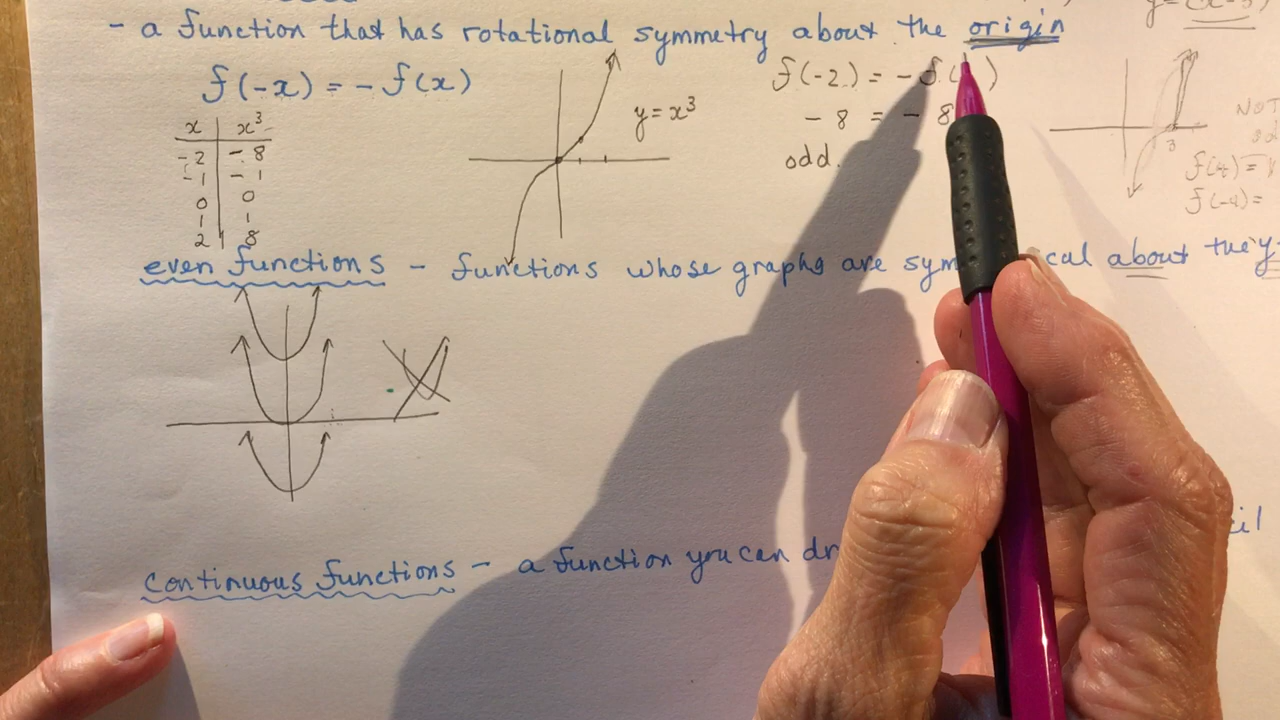 - a function that has rotational symmetry about the origin
f(-x) = - f(x)
f(-2) = - f(
y = x³
- 8 = - 8
odd.
x x³
-2 -8
-1 -1
0 0
1 1
2 8
3
NOT
f(4) =
f(-4) =
even functions - functions whose graphs are sym cal about the y
continuous functions - a function you can dr